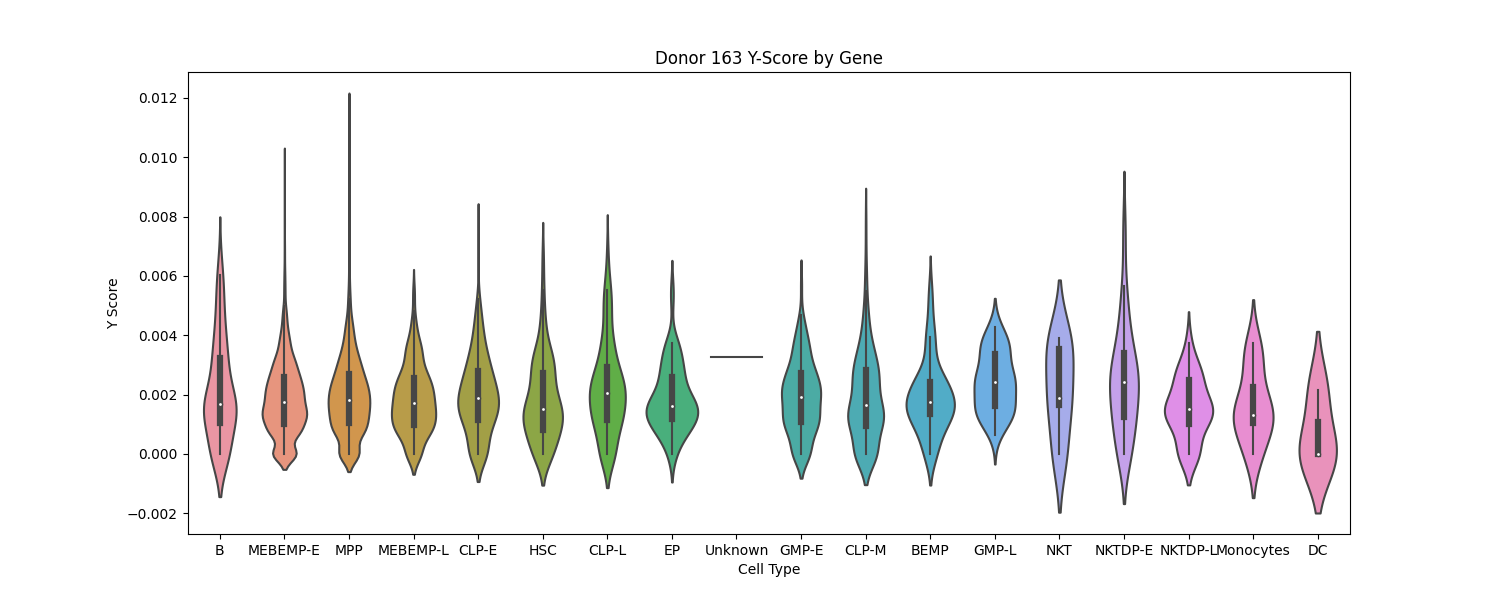 Donor 163 Y-Score by Gene
0.012
0.010
0.008
0.006
0.004
0.002
0.000
−0.002
Y Score
B MEBEMP-E MPP MEBEMP-L CLP-E HSC CLP-L EP Unknown GMP-E CLP-M BEMP GMP-L NKT NKTDP-E NKTDP-L Monocytes DC
Cell Type